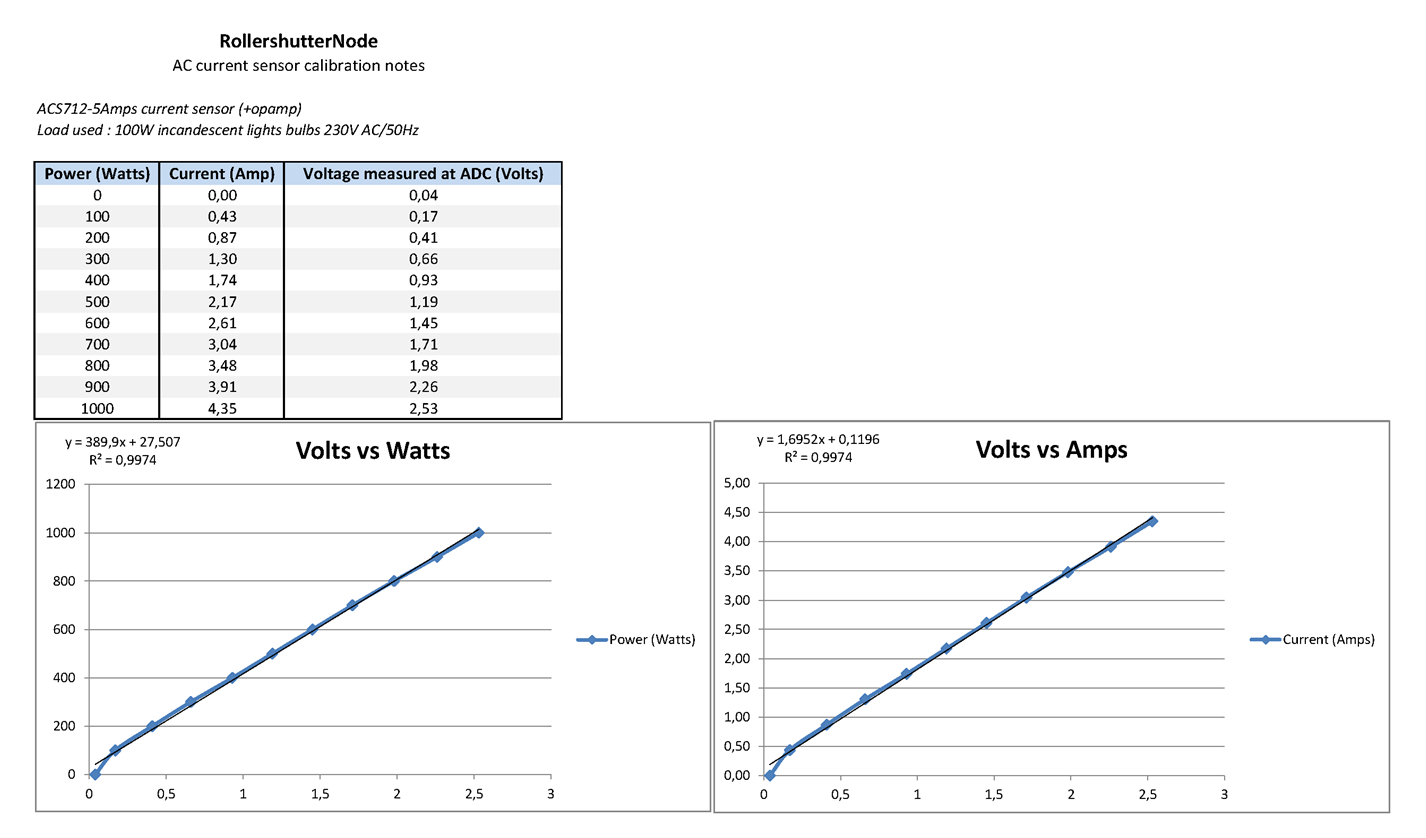 RollershutterNode
AC current sensor calibration notes
ACS712-5Amps current sensor (+opamp)
Load used : 100W incandescent lights bulbs 230V AC/50Hz
Power (Watts) Current (Amp) Voltage measured at ADC (Volts)
0 0,00 0,04
100 0,43 0,17
200 0,87 0,41
300 1,30 0,66
400 1,74 0,93
500 2,17 1,19
600 2,61 1,45
700 3,04 1,71
800 3,48 1,98
900 3,91 2,26
1000 4,35 2,53
y = 389,9x + 27,507
R² = 0,9974
Volts vs Watts
1200
1000
800
600
400
200
0
0 0,5 1 1,5 2 2,5 3
Power (Watts)
y = 1,6952x + 0,1196
R² = 0,9974
Volts vs Amps
5,00
4,50
4,00
3,50
3,00
2,50
2,00
1,50
1,00
0,50
0,00
0 0,5 1 1,5 2 2,5 3
Current (Amps)